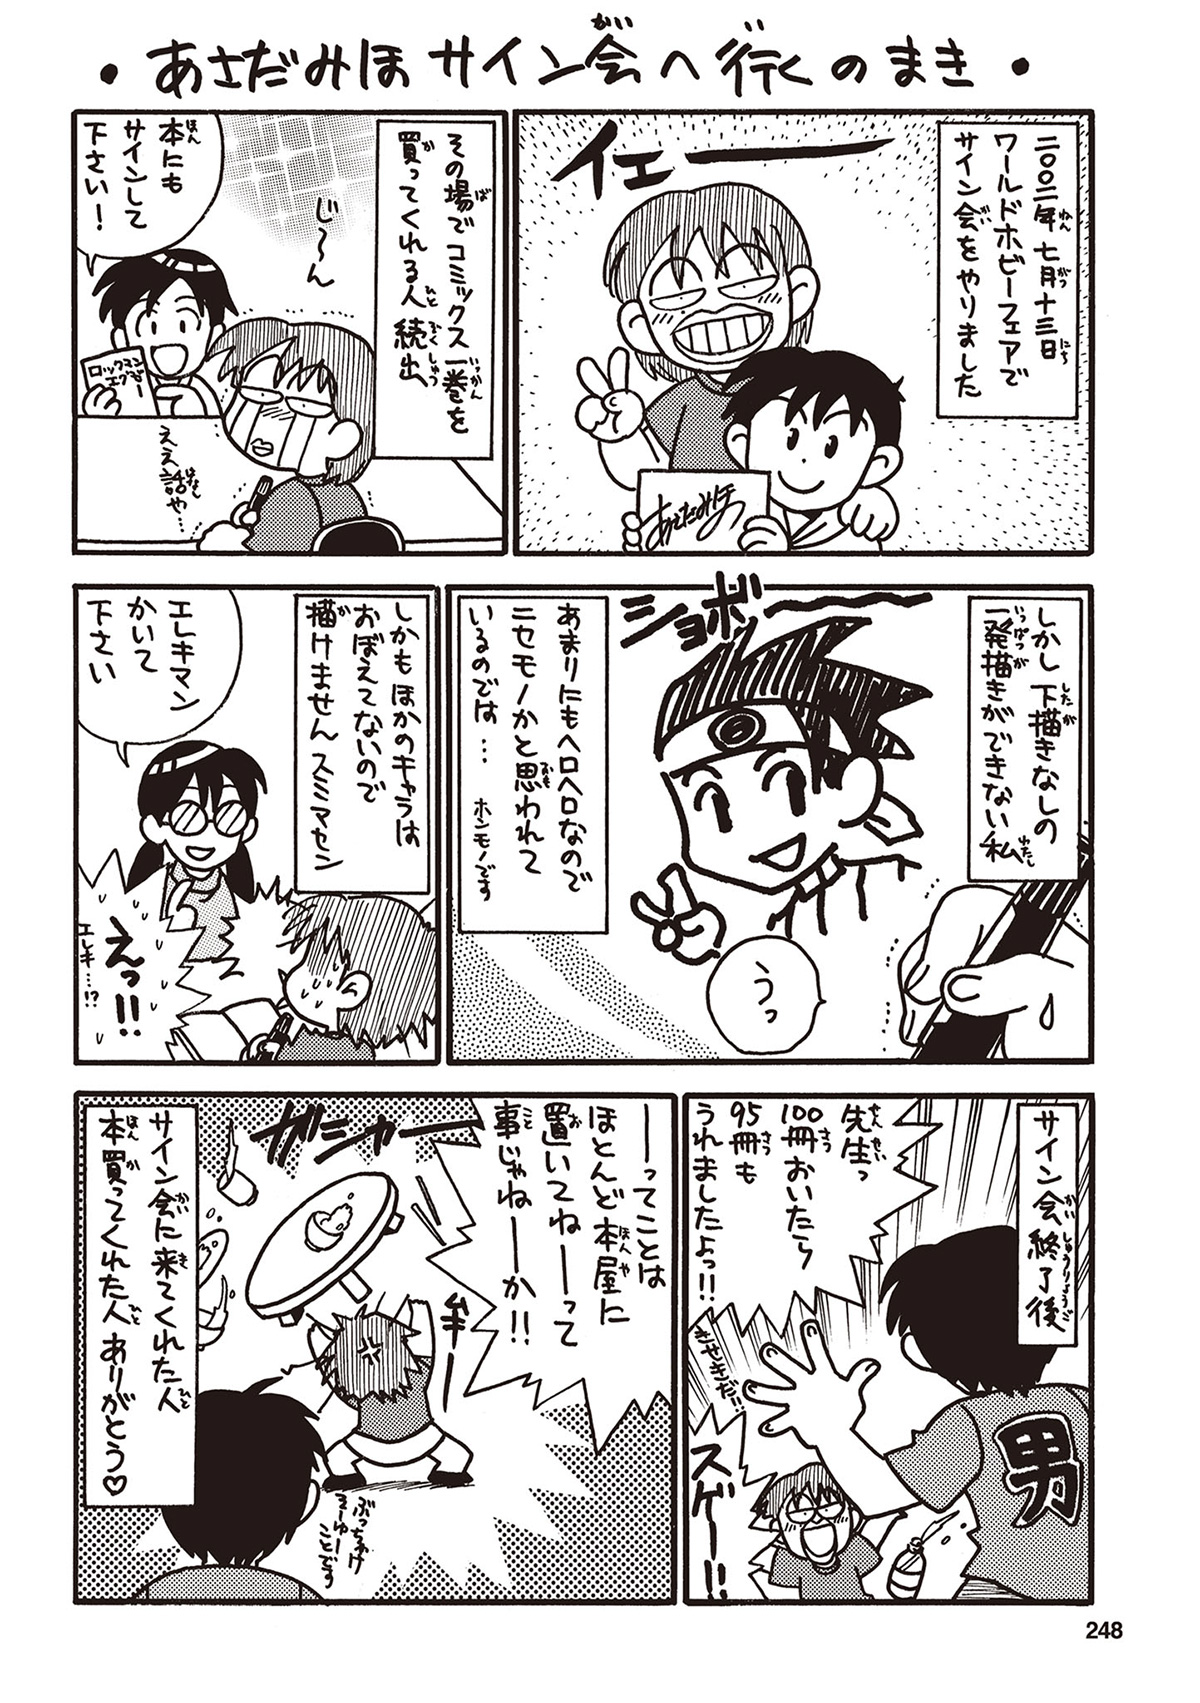 ・あさだみほ サイン会へ行くのまき・
二〇〇二年七月十三日
ワールドホビーフェアで
サイン会をやりました
イェーーー
あさだみほ
その場でコミックス一巻を
買ってくれる人続出
じ〜ん
本にも
サインして
下さい！
ロックマン
エグゼ
ええ話や…
しかし下描きなしの
一発描きができない私
ショボーーー
うっ
あまりにもヘロヘロなので
ニセモノかと思われて
いるのでは…
ホンモノです
しかもほかのキャラは
おぼえてないので
描けません スミマセン
エレキマン
かいて
下さい
えっ!!
エレキ…!?
サイン会終了後
先生っ
100冊おいたら
95冊も
うれましたよっ!!
きせきだ!!
スゲー!!
男
ーーってことは
ほとんど本屋に
置いてねーーって
事じゃねーーか!!
ガシャーー
ムキーー
ぶっちゃけ
そーゆー
ことです
サイン会に来てくれた人
本買ってくれた人ありがとう♡
248